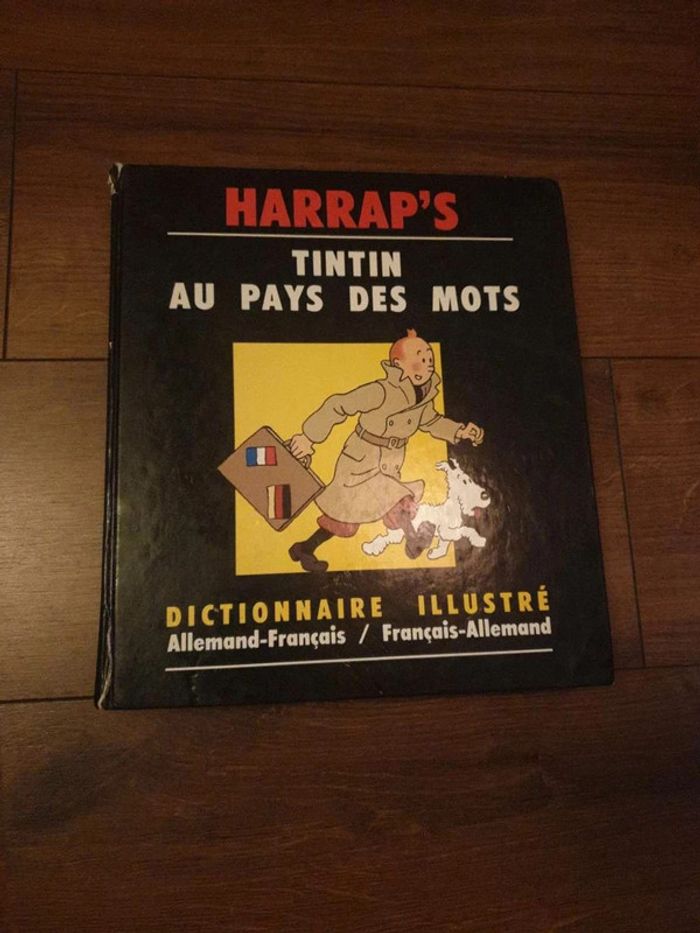 HARRAP'S
TINTIN
AU PAYS DES MOTS
DICTIONNAIRE ILLUSTRÉ
Allemand-Français / Français-Allemand